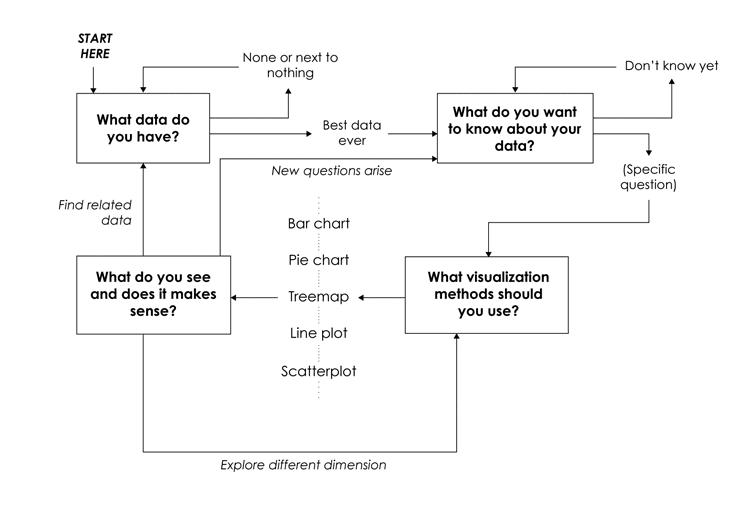 START
HERE
None or next to
nothing
Don't know yet
What data do
you have?
Best data
ever
What do you want
to know about your
data?
New questions arise
(Specific
question)
Find related
data
Bar chart
Pie chart
What do you see
and does it makes
sense?
Treemap
What visualization
methods should
you use?
Line plot
Scatterplot
Explore different dimension